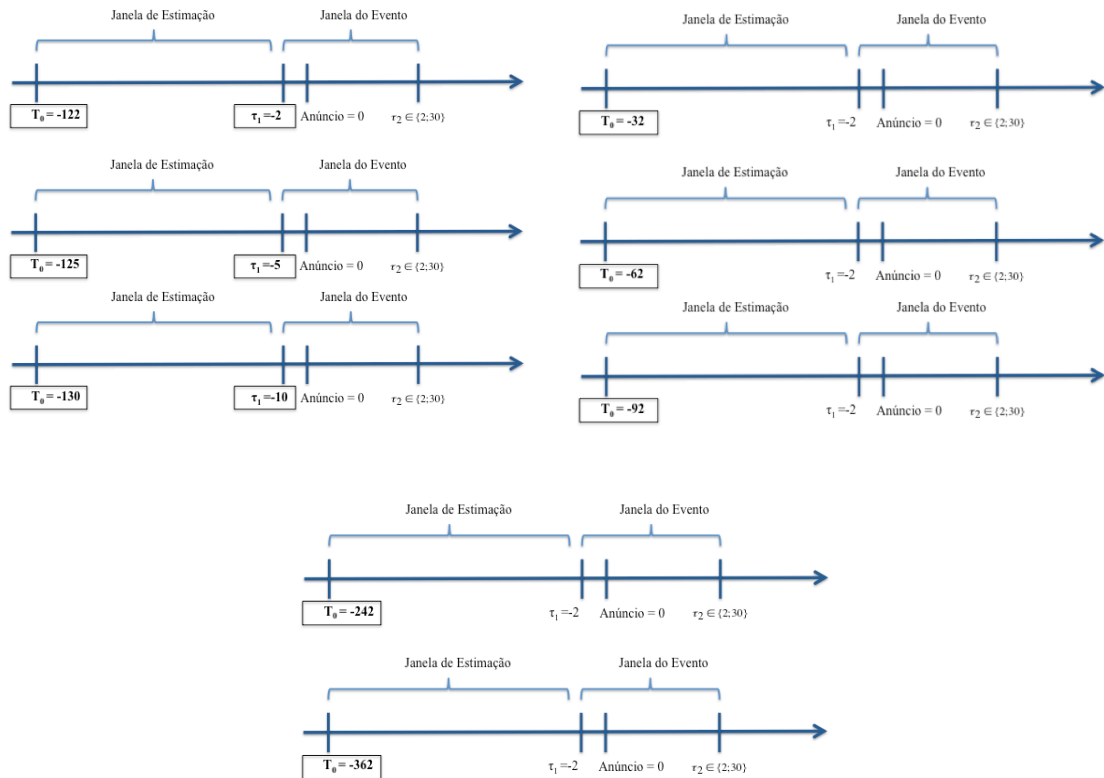 Janela de Estimação Janela do Evento
T₀ = -122 τ₁ =-2 Anúncio = 0 τ₂ ∈ {2;30}
Janela de Estimação Janela do Evento
T₀ = -125 τ₁ =-5 Anúncio = 0 τ₂ ∈ {2;30}
Janela de Estimação Janela do Evento
T₀ = -130 τ₁ =-10 Anúncio = 0 τ₂ ∈ {2;30}
Janela de Estimação Janela do Evento
T₀ = -32 τ₁ =-2 Anúncio = 0 τ₂ ∈ {2;30}
Janela de Estimação Janela do Evento
T₀ = -62 τ₁ =-2 Anúncio = 0 τ₂ ∈ {2;30}
Janela de Estimação Janela do Evento
T₀ = -92 τ₁ =-2 Anúncio = 0 τ₂ ∈ {2;30}
Janela de Estimação Janela do Evento
T₀ = -242 τ₁ =-2 Anúncio = 0 τ₂ ∈ {2;30}
Janela de Estimação Janela do Evento
T₀ = -362 τ₁ =-2 Anúncio = 0 τ₂ ∈ {2;30}